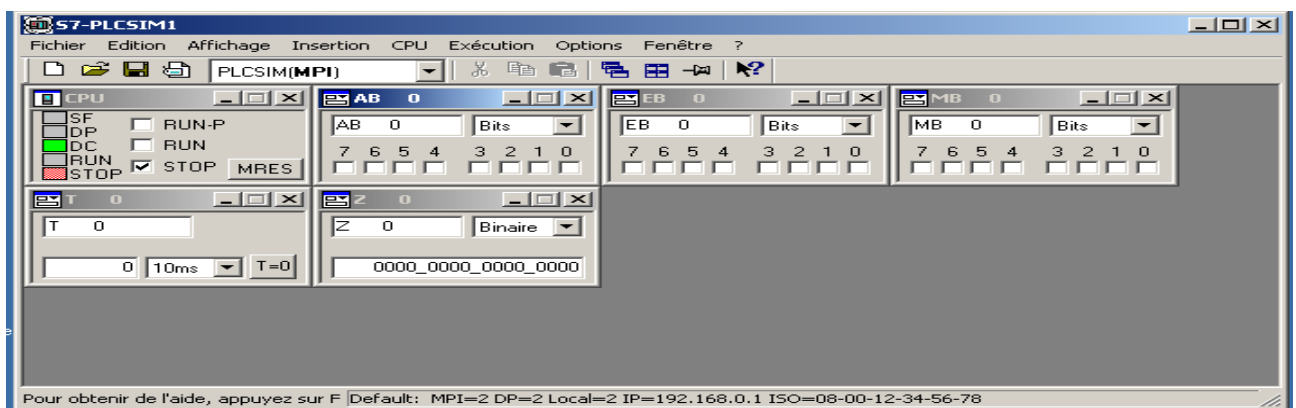 S7-PLCSIM1
Fichier Edition Affichage Insertion CPU Exécution Options Fenêtre ?
PLCSIM(MPI)
CPU
SF
DP
DC
RUN
STOP
RUN-P
RUN
STOP
MRES
AB 0
AB 0 Bits
7 6 5 4 3 2 1 0
EB 0
EB 0 Bits
7 6 5 4 3 2 1 0
MB 0
MB 0 Bits
7 6 5 4 3 2 1 0
T 0
T 0
0 10ms T=0
Z 0
Z 0 Binaire
0000_0000_0000_0000
e
Pour obtenir de l'aide, appuyez sur F Default: MPI=2 DP=2 Local=2 IP=192.168.0.1 ISO=08-00-12-34-56-78